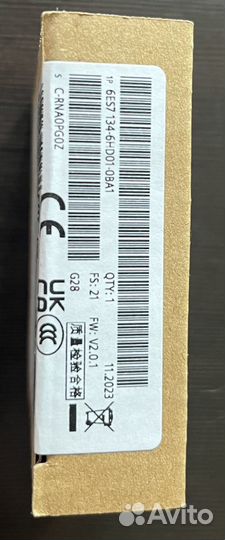 1P 6ES7 134-6HD01-0BA1
S C-RNA0PG0Z
QTY: 1
11.2023
FS: 21
FW: V2.0.1
G28
CE
UK
CA
CCC
质量检验合格
Avito